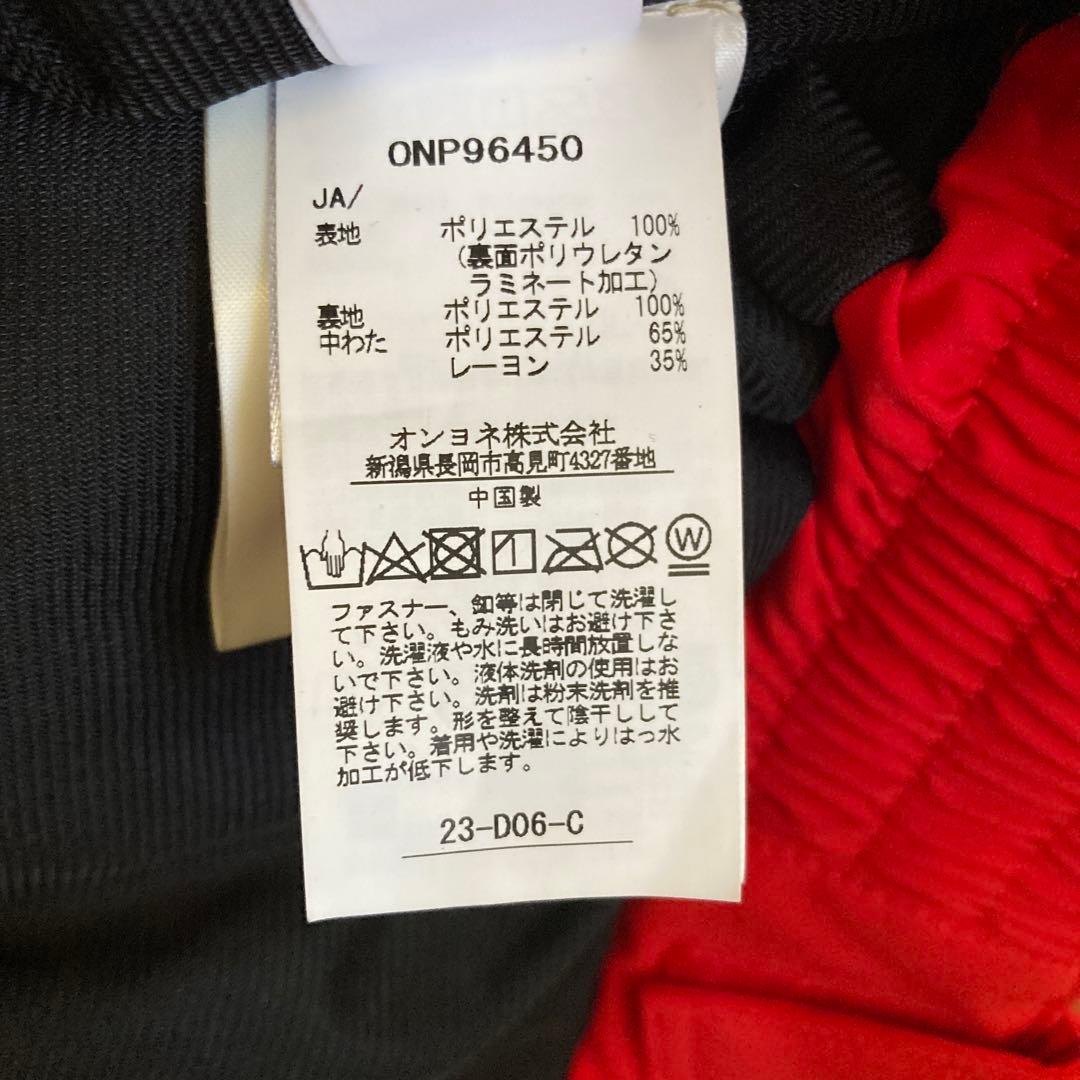 ONP96450
JA/
表地 ポリエステル 100%
(裏面ポリウレタン
ラミネート加工)
裏地 ポリエステル 100%
中わた ポリエステル 65%
レーヨン 35%
オンヨネ株式会社
新潟県長岡市高見町4327番地
中国製
W
ファスナー、釦等は閉じて洗濯し
て下さい。もみ洗いはお避け下さ
い。洗濯液や水に長時間放置しな
いで下さい。液体洗剤の使用はお
避け下さい。洗剤は粉末洗剤を推
奨します。形を整えて陰干しして
下さい。着用や洗濯によりはっ水
加工が低下します。
23-D06-C